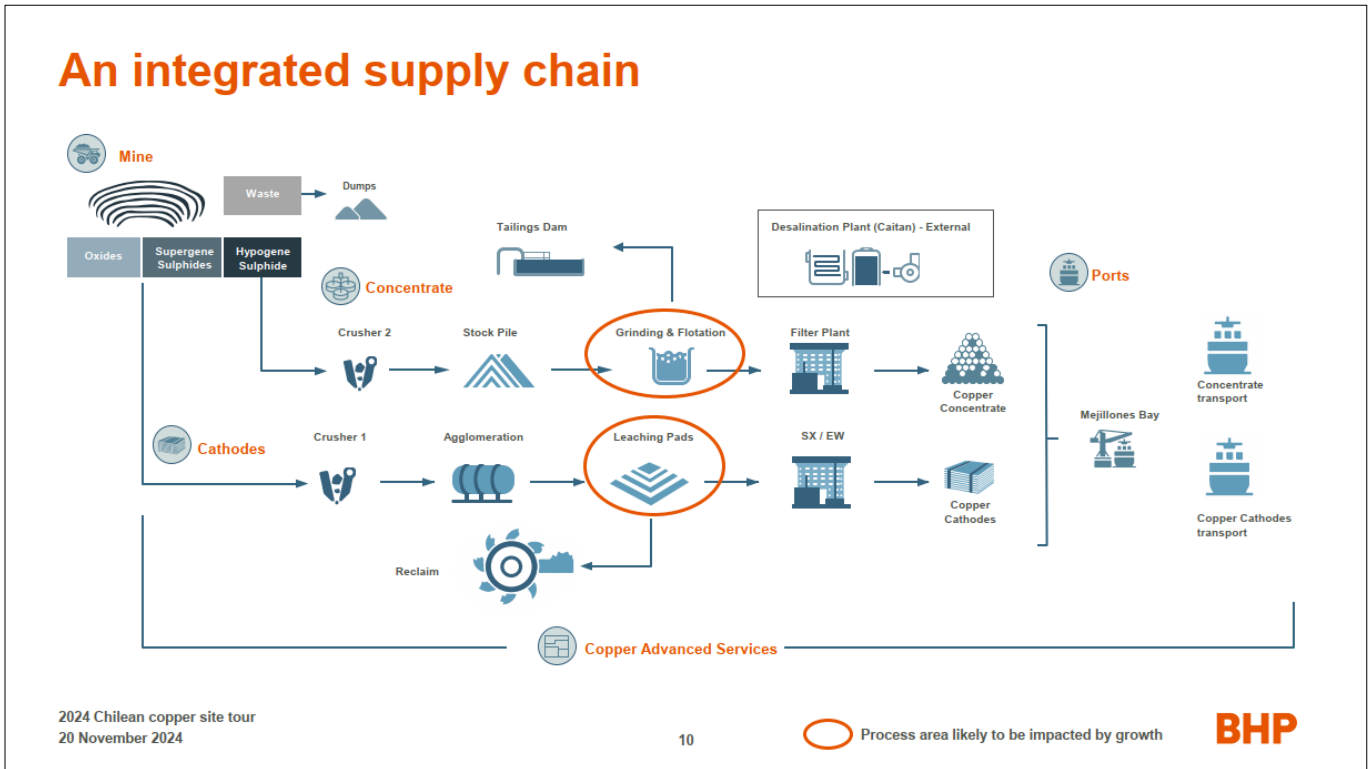 An integrated supply chain
Mine
Waste
Dumps
Oxides
Supergene
Sulphides
Hypogene
Sulphide
Tailings Dam
Desalination Plant (Caitan) - External
Concentrate
Ports
Crusher 2
Stock Pile
Grinding & Flotation
Filter Plant
Copper
Concentrate
Concentrate
transport
Mejillones Bay
Cathodes
Crusher 1
Agglomeration
Leaching Pads
SX / EW
Copper
Cathodes
Copper Cathodes
transport
Reclaim
Copper Advanced Services
2024 Chilean copper site tour
20 November 2024
10
Process area likely to be impacted by growth
BHP